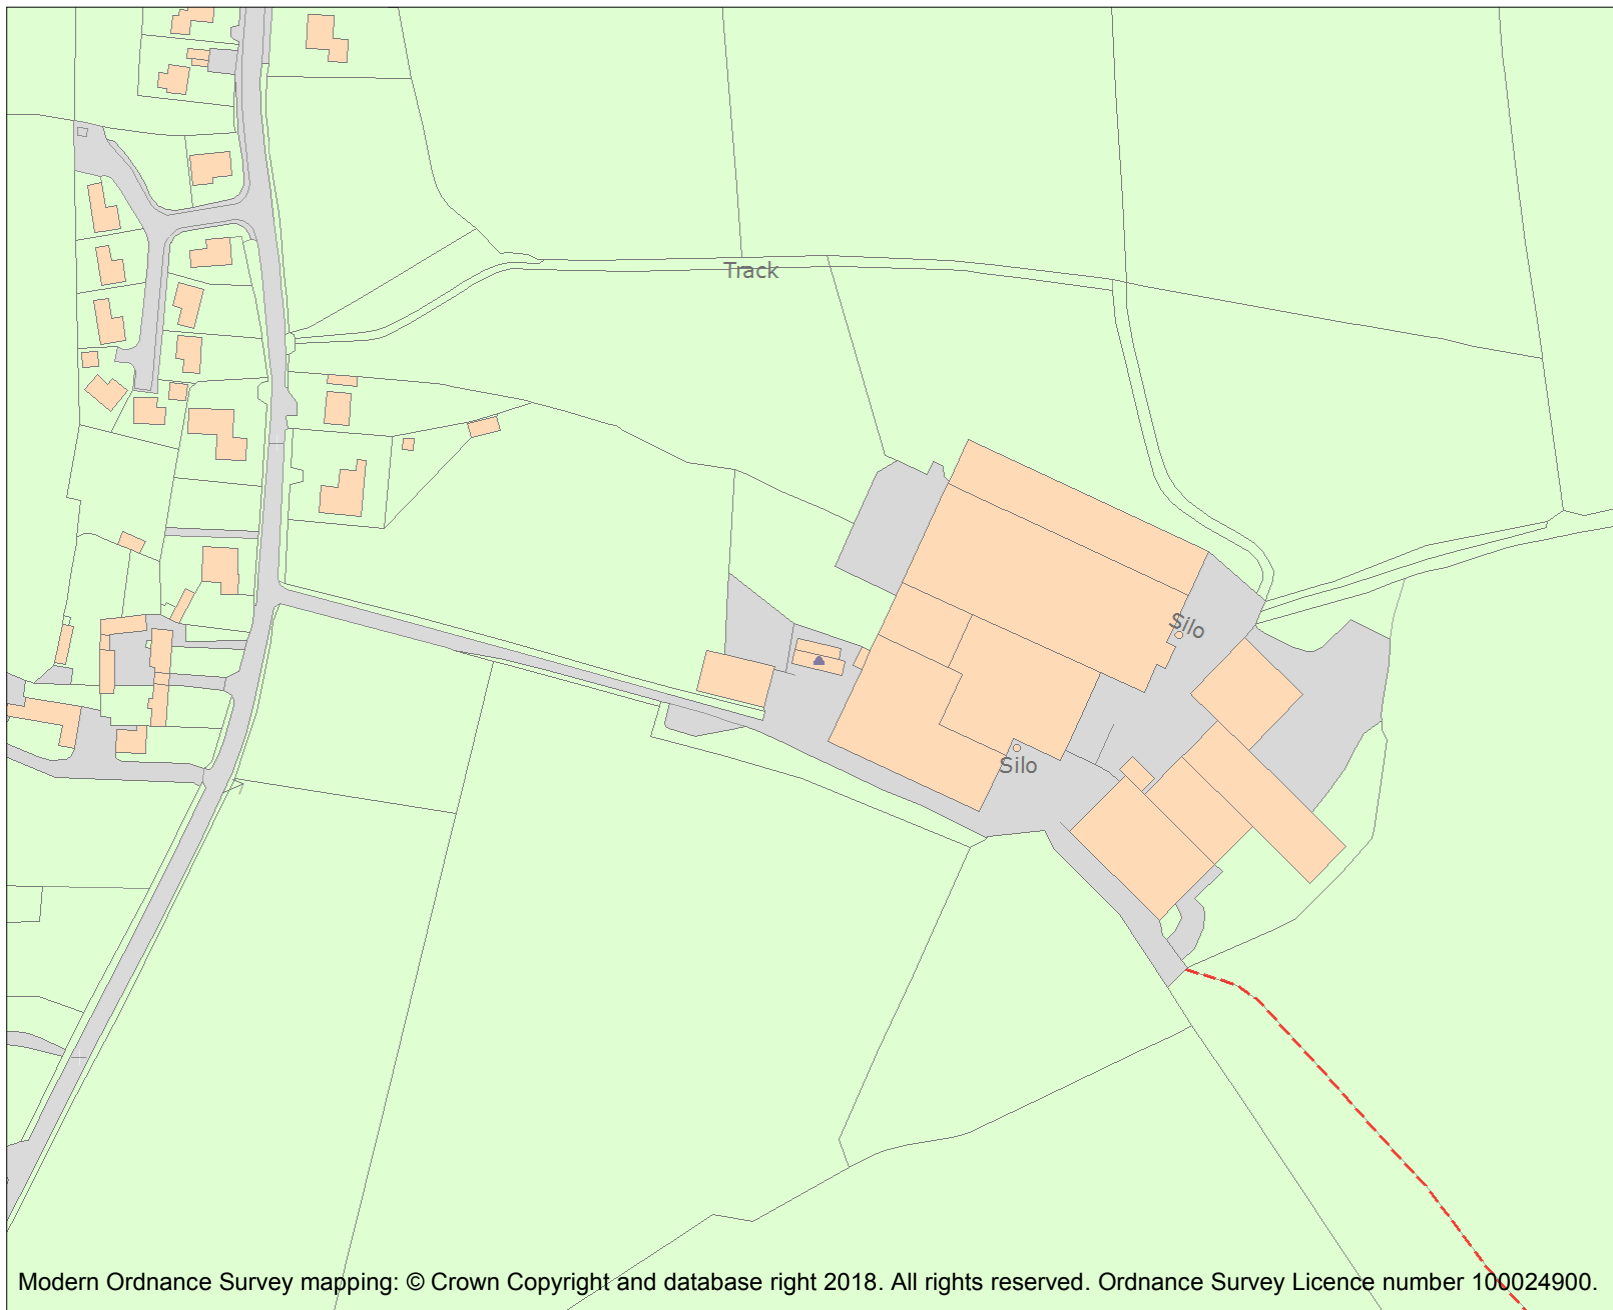 Track
Silo
Silo
Modern Ordnance Survey mapping: © Crown Copyright and database right 2018. All rights reserved. Ordnance Survey Licence number 100024900.